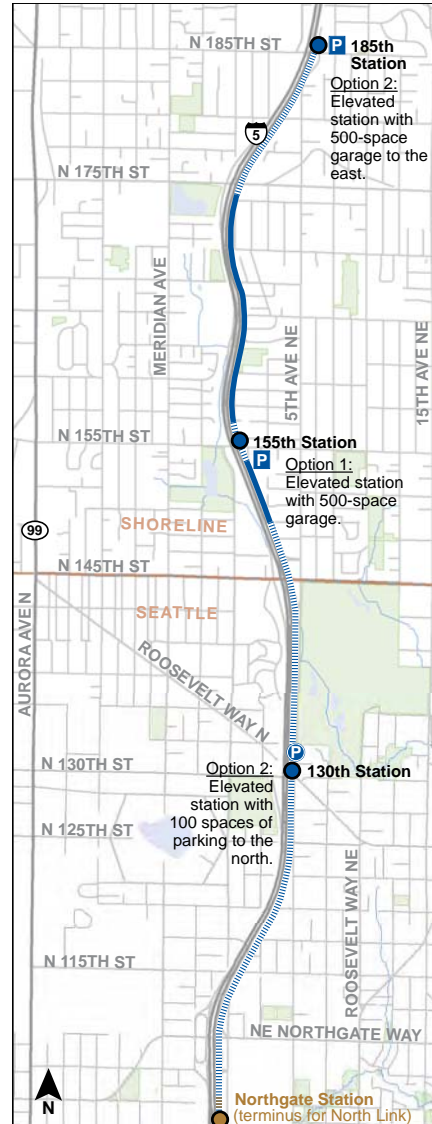 N 185TH ST
P
185th
Station
Option 2:
Elevated
station with
500-space
garage to the
east.
5
N 175TH ST
MERIDIAN AVE
5TH AVE NE
15TH AVE NE
N 155TH ST
155th Station
P
Option 1:
Elevated station
with 500-space
garage.
SHORELINE
99
N 145TH ST
SEATTLE
AURORA AVE N
ROOSEVELT WAY N
P
N 130TH ST
130th Station
Option 2:
Elevated
station with
100 spaces of
parking to the
north.
N 125TH ST
ROOSEVELT WAY NE
N 115TH ST
NE NORTHGATE WAY
N
Northgate Station
(terminus for North Link)